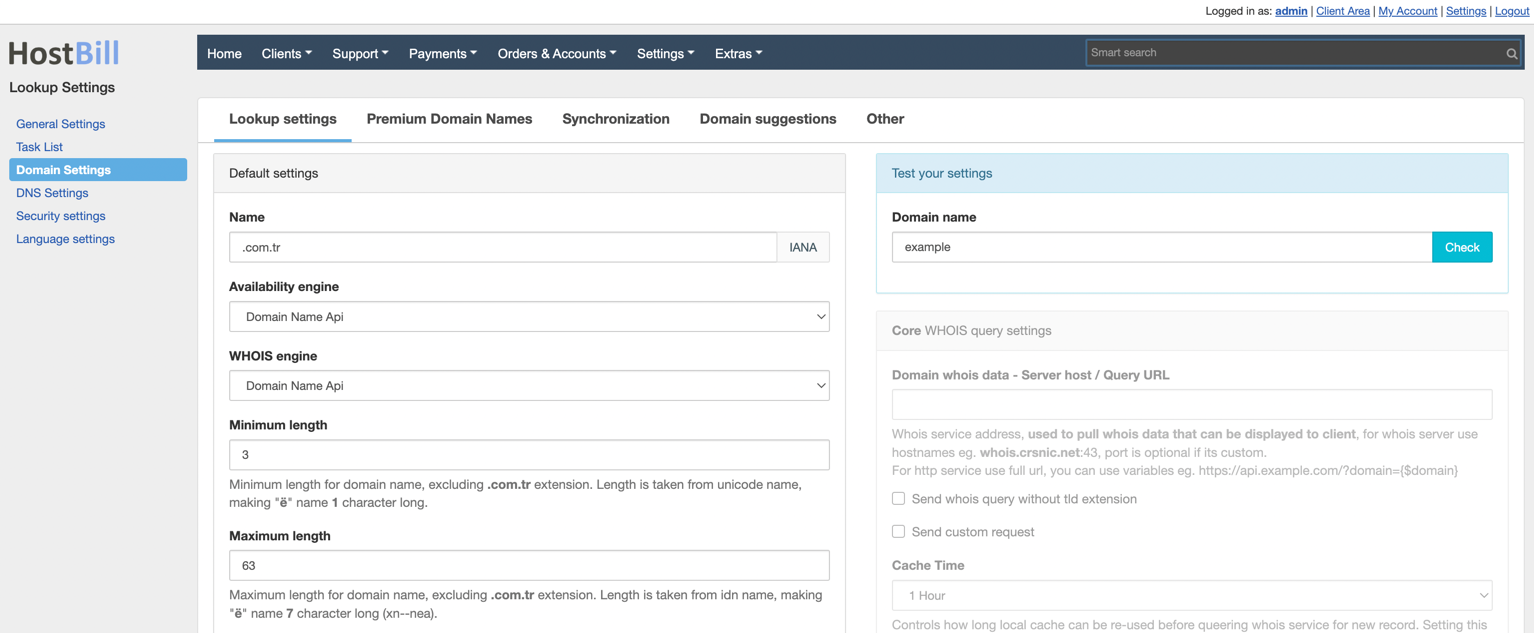 Logged in as: admin | Client Area | My Account | Settings | Logout
HostBill
Home Clients Support Payments Orders & Accounts Settings Extras Smart search
Lookup Settings
General Settings
Task List
Domain Settings
DNS Settings
Security settings
Language settings
Lookup settings Premium Domain Names Synchronization Domain suggestions Other
Default settings
Name
.com.tr IANA
Availability engine
Domain Name Api
WHOIS engine
Domain Name Api
Minimum length
3
Minimum length for domain name, excluding .com.tr extension. Length is taken from unicode name,
making "ë" name 1 character long.
Maximum length
63
Maximum length for domain name, excluding .com.tr extension. Length is taken from idn name, making
"ë" name 7 character long (xn--nea).
Test your settings
Domain name
example Check
Core WHOIS query settings
Domain whois data - Server host / Query URL
Whois service address, used to pull whois data that can be displayed to client, for whois server use
hostnames eg. whois.crsnic.net:43, port is optional if its custom.
For http service use full url, you can use variables eg. https://api.example.com/?domain={$domain}
Send whois query without tld extension
Send custom request
Cache Time
1 Hour
Controls how long local cache can be re-used before queering whois service for new record. Setting this